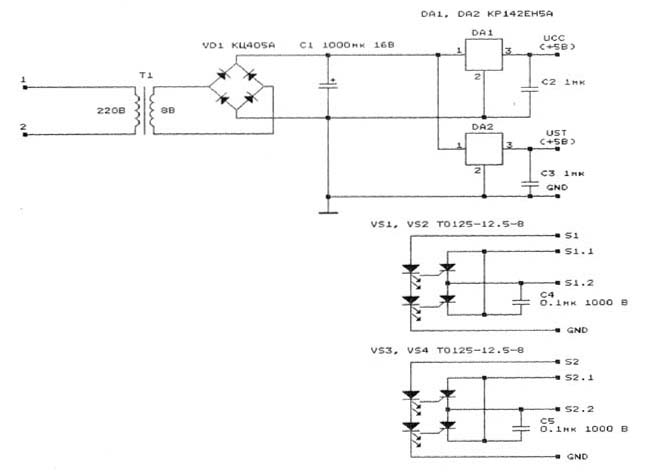 DA1, DA2 КР142ЕН5А
VD1 КЦ405А
C1 1000мк 16В
DA1
UCC
(+5В)
1
3
2
C2 1мк
T1
1
220В
8В
2
+
DA2
UST
(+5В)
1
3
2
C3 1мк
GND
VS1, VS2 ТО125-12.5-8
S1
S1.1
S1.2
C4
0.1мк 1000 В
GND
VS3, VS4 ТО125-12.5-8
S2
S2.1
S2.2
C5
0.1мк 1000 В
GND